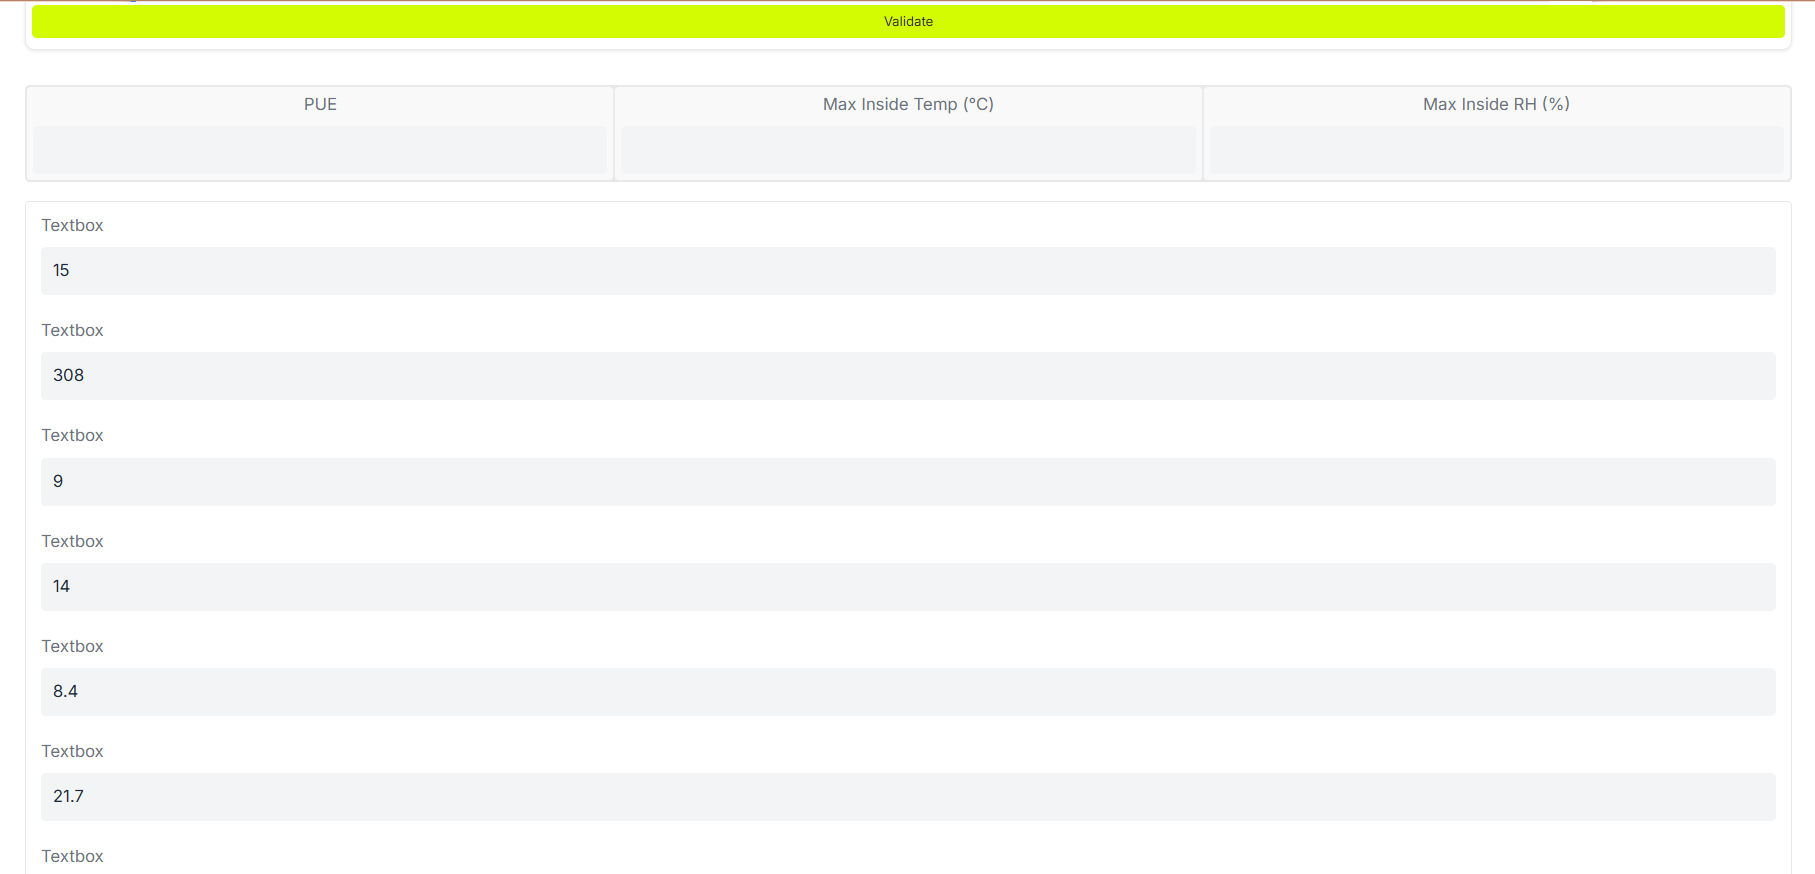 Validate
PUE
Max Inside Temp (°C)
Max Inside RH (%)
Textbox
15
Textbox
308
Textbox
9
Textbox
14
Textbox
8.4
Textbox
21.7
Textbox